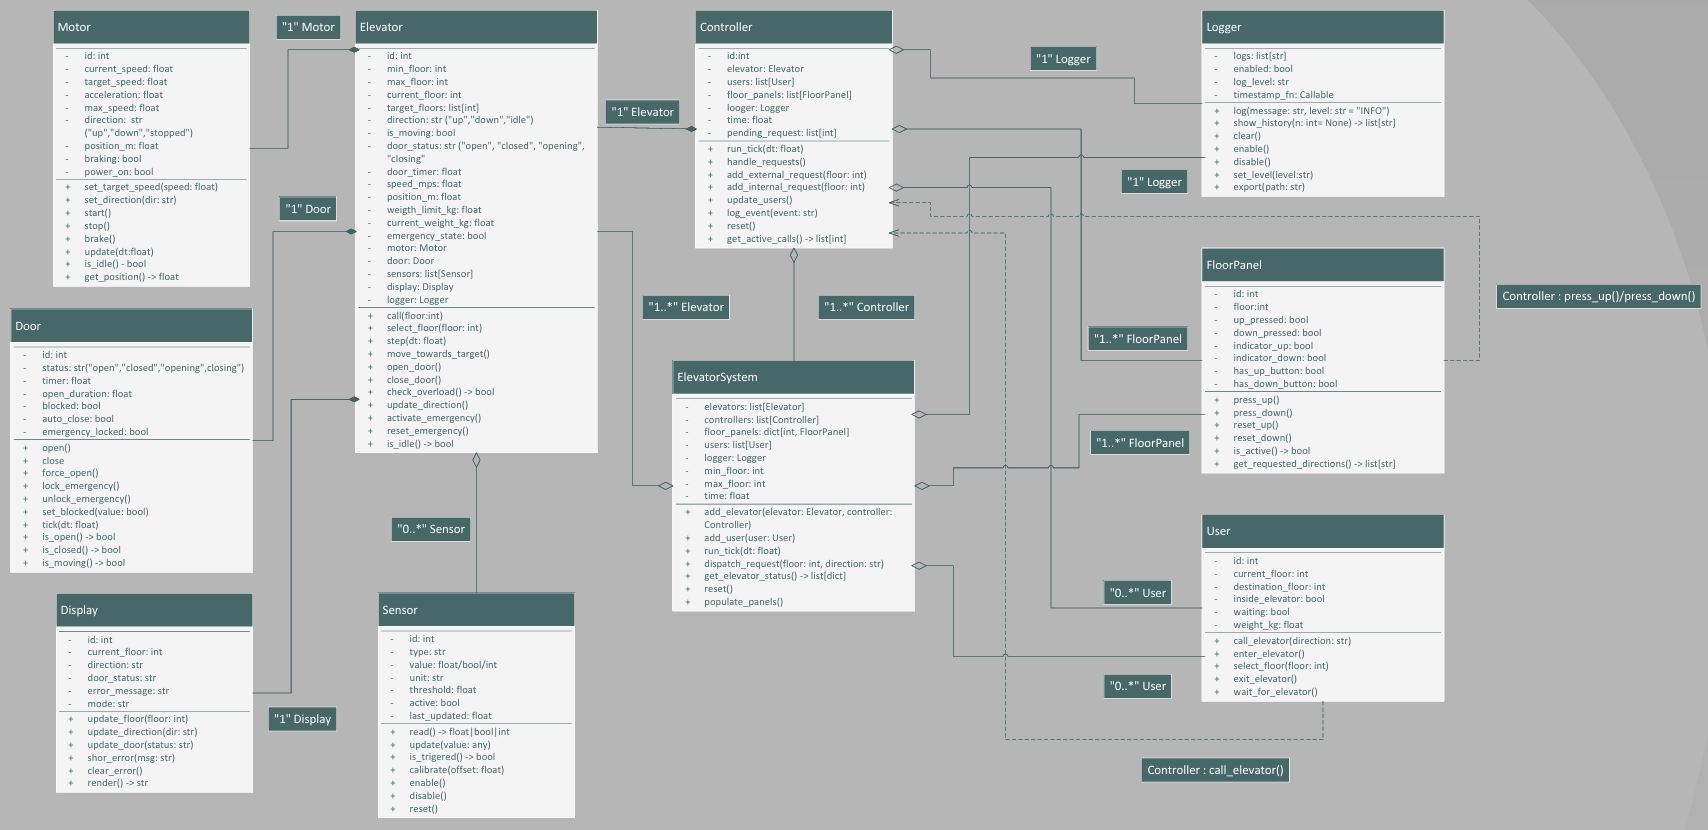 Motor
- id: int
- current_speed: float
- target_speed: float
- acceleration: float
- max_speed: float
- direction: str
("up","down","stopped")
- position_m: float
- braking: bool
- power_on: bool
+ set_target_speed(speed: float)
+ set_direction(dir: str)
+ start()
+ stop()
+ brake()
+ update(dt:float)
+ is_idle() - bool
+ get_position() -> float
"1" Motor
"1" Door
Door
- id: int
- status: str("open","closed","opening",closing")
- timer: float
- open_duration: float
- blocked: bool
- auto_close: bool
- emergency_locked: bool
+ open()
+ close
+ force_open()
+ lock_emergency()
+ unlock_emergency()
+ set_blocked(value: bool)
+ tick(dt: float)
+ is_open() -> bool
+ is_closed() -> bool
+ is_moving() -> bool
Display
- id: int
- current_floor: int
- direction: str
- door_status: str
- error_message: str
- mode: str
+ update_floor(floor: int)
+ update_direction(dir: str)
+ update_door(status: str)
+ shor_error(msg: str)
+ clear_error()
+ render() -> str
"1" Display
Elevator
- id: int
- min_floor: int
- max_floor: int
- current_floor: int
- target_floors: list[int]
- direction: str ("up","down","idle")
- is_moving: bool
- door_status: str ("open", "closed", "opening",
"closing"
- door_timer: float
- speed_mps: float
- position_m: float
- weigth_limit_kg: float
- current_weight_kg: float
- emergency_state: bool
- motor: Motor
- door: Door
- sensors: list[Sensor]
- display: Display
- logger: Logger
+ call(floor:int)
+ select_floor(floor: int)
+ step(dt: float)
+ move_towards_target()
+ open_door()
+ close_door()
+ check_overload() -> bool
+ update_direction()
+ activate_emergency()
+ reset_emergency()
+ is_idle() -> bool
"0..*" Sensor
Sensor
- id: int
- type: str
- value: float/bool/int
- unit: str
- threshold: float
- active: bool
- last_updated: float
+ read() -> float|bool|int
+ update(value: any)
+ is_trigered() -> bool
+ calibrate(offset: float)
+ enable()
+ disable()
+ reset()
"1" Elevator
Controller
- id:int
- elevator: Elevator
- users: list[User]
- floor_panels: list[FloorPanel]
- looger: Logger
- time: float
- pending_request: list[int]
+ run_tick(dt: float)
+ handle_requests()
+ add_external_request(floor: int)
+ add_internal_request(floor: int)
+ update_users()
+ log_event(event: str)
+ reset()
+ get_active_calls() -> list[int]
"1..*" Elevator
"1..*" Controller
ElevatorSystem
- elevators: list[Elevator]
- controllers: list[Controller]
- floor_panels: dict[int, FloorPanel]
- users: list[User]
- logger: Logger
- min_floor: int
- max_floor: int
- time: float
+ add_elevator(elevator: Elevator, controller:
Controller)
+ add_user(user: User)
+ run_tick(dt: float)
+ dispatch_request(floor: int, direction: str)
+ get_elevator_status() -> list[dict]
+ reset()
+ populate_panels()
"1" Logger
"1" Logger
Logger
- logs: list[str]
- enabled: bool
- log_level: str
- timestamp_fn: Callable
+ log(message: str, level: str = "INFO")
+ show_history(n: int= None) -> list[str]
+ clear()
+ enable()
+ disable()
+ set_level(level:str)
+ export(path: str)
FloorPanel
- id: int
- floor:int
- up_pressed: bool
- down_pressed: bool
- indicator_up: bool
- indicator_down: bool
- has_up_button: bool
- has_down_button: bool
+ press_up()
+ press_down()
+ reset_up()
+ reset_down()
+ is_active() -> bool
+ get_requested_directions() -> list[str]
Controller : press_up()/press_down()
"1..*" FloorPanel
"1..*" FloorPanel
User
- id: int
- current_floor: int
- destination_floor: int
- inside_elevator: bool
- waiting: bool
- weight_kg: float
+ call_elevator(direction: str)
+ enter_elevator()
+ select_floor(floor: int)
+ exit_elevator()
+ wait_for_elevator()
"0..*" User
"0..*" User
Controller : call_elevator()